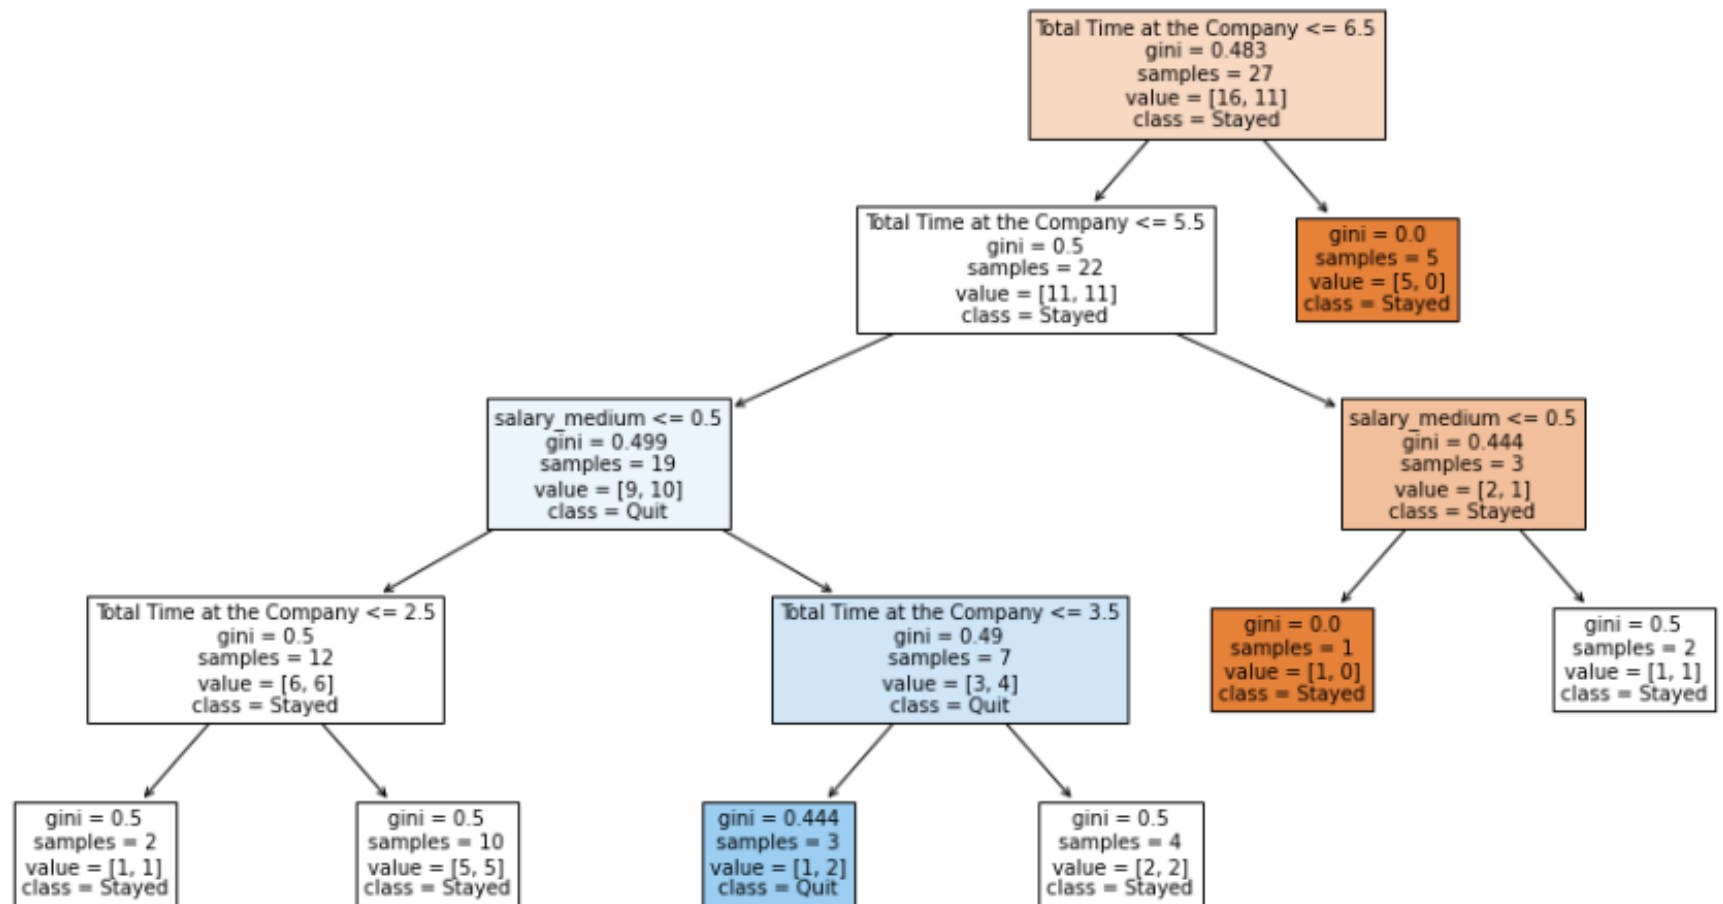 Total Time at the Company <= 6.5
gini = 0.483
samples = 27
value = [16, 11]
class = Stayed
Total Time at the Company <= 5.5
gini = 0.5
samples = 22
value = [11, 11]
class = Stayed
gini = 0.0
samples = 5
value = [5, 0]
class = Stayed
salary_medium <= 0.5
gini = 0.499
samples = 19
value = [9, 10]
class = Quit
salary_medium <= 0.5
gini = 0.444
samples = 3
value = [2, 1]
class = Stayed
Total Time at the Company <= 2.5
gini = 0.5
samples = 12
value = [6, 6]
class = Stayed
Total Time at the Company <= 3.5
gini = 0.49
samples = 7
value = [3, 4]
class = Quit
gini = 0.0
samples = 1
value = [1, 0]
class = Stayed
gini = 0.5
samples = 2
value = [1, 1]
class = Stayed
gini = 0.5
samples = 2
value = [1, 1]
class = Stayed
gini = 0.5
samples = 10
value = [5, 5]
class = Stayed
gini = 0.444
samples = 3
value = [1, 2]
class = Quit
gini = 0.5
samples = 4
value = [2, 2]
class = Stayed